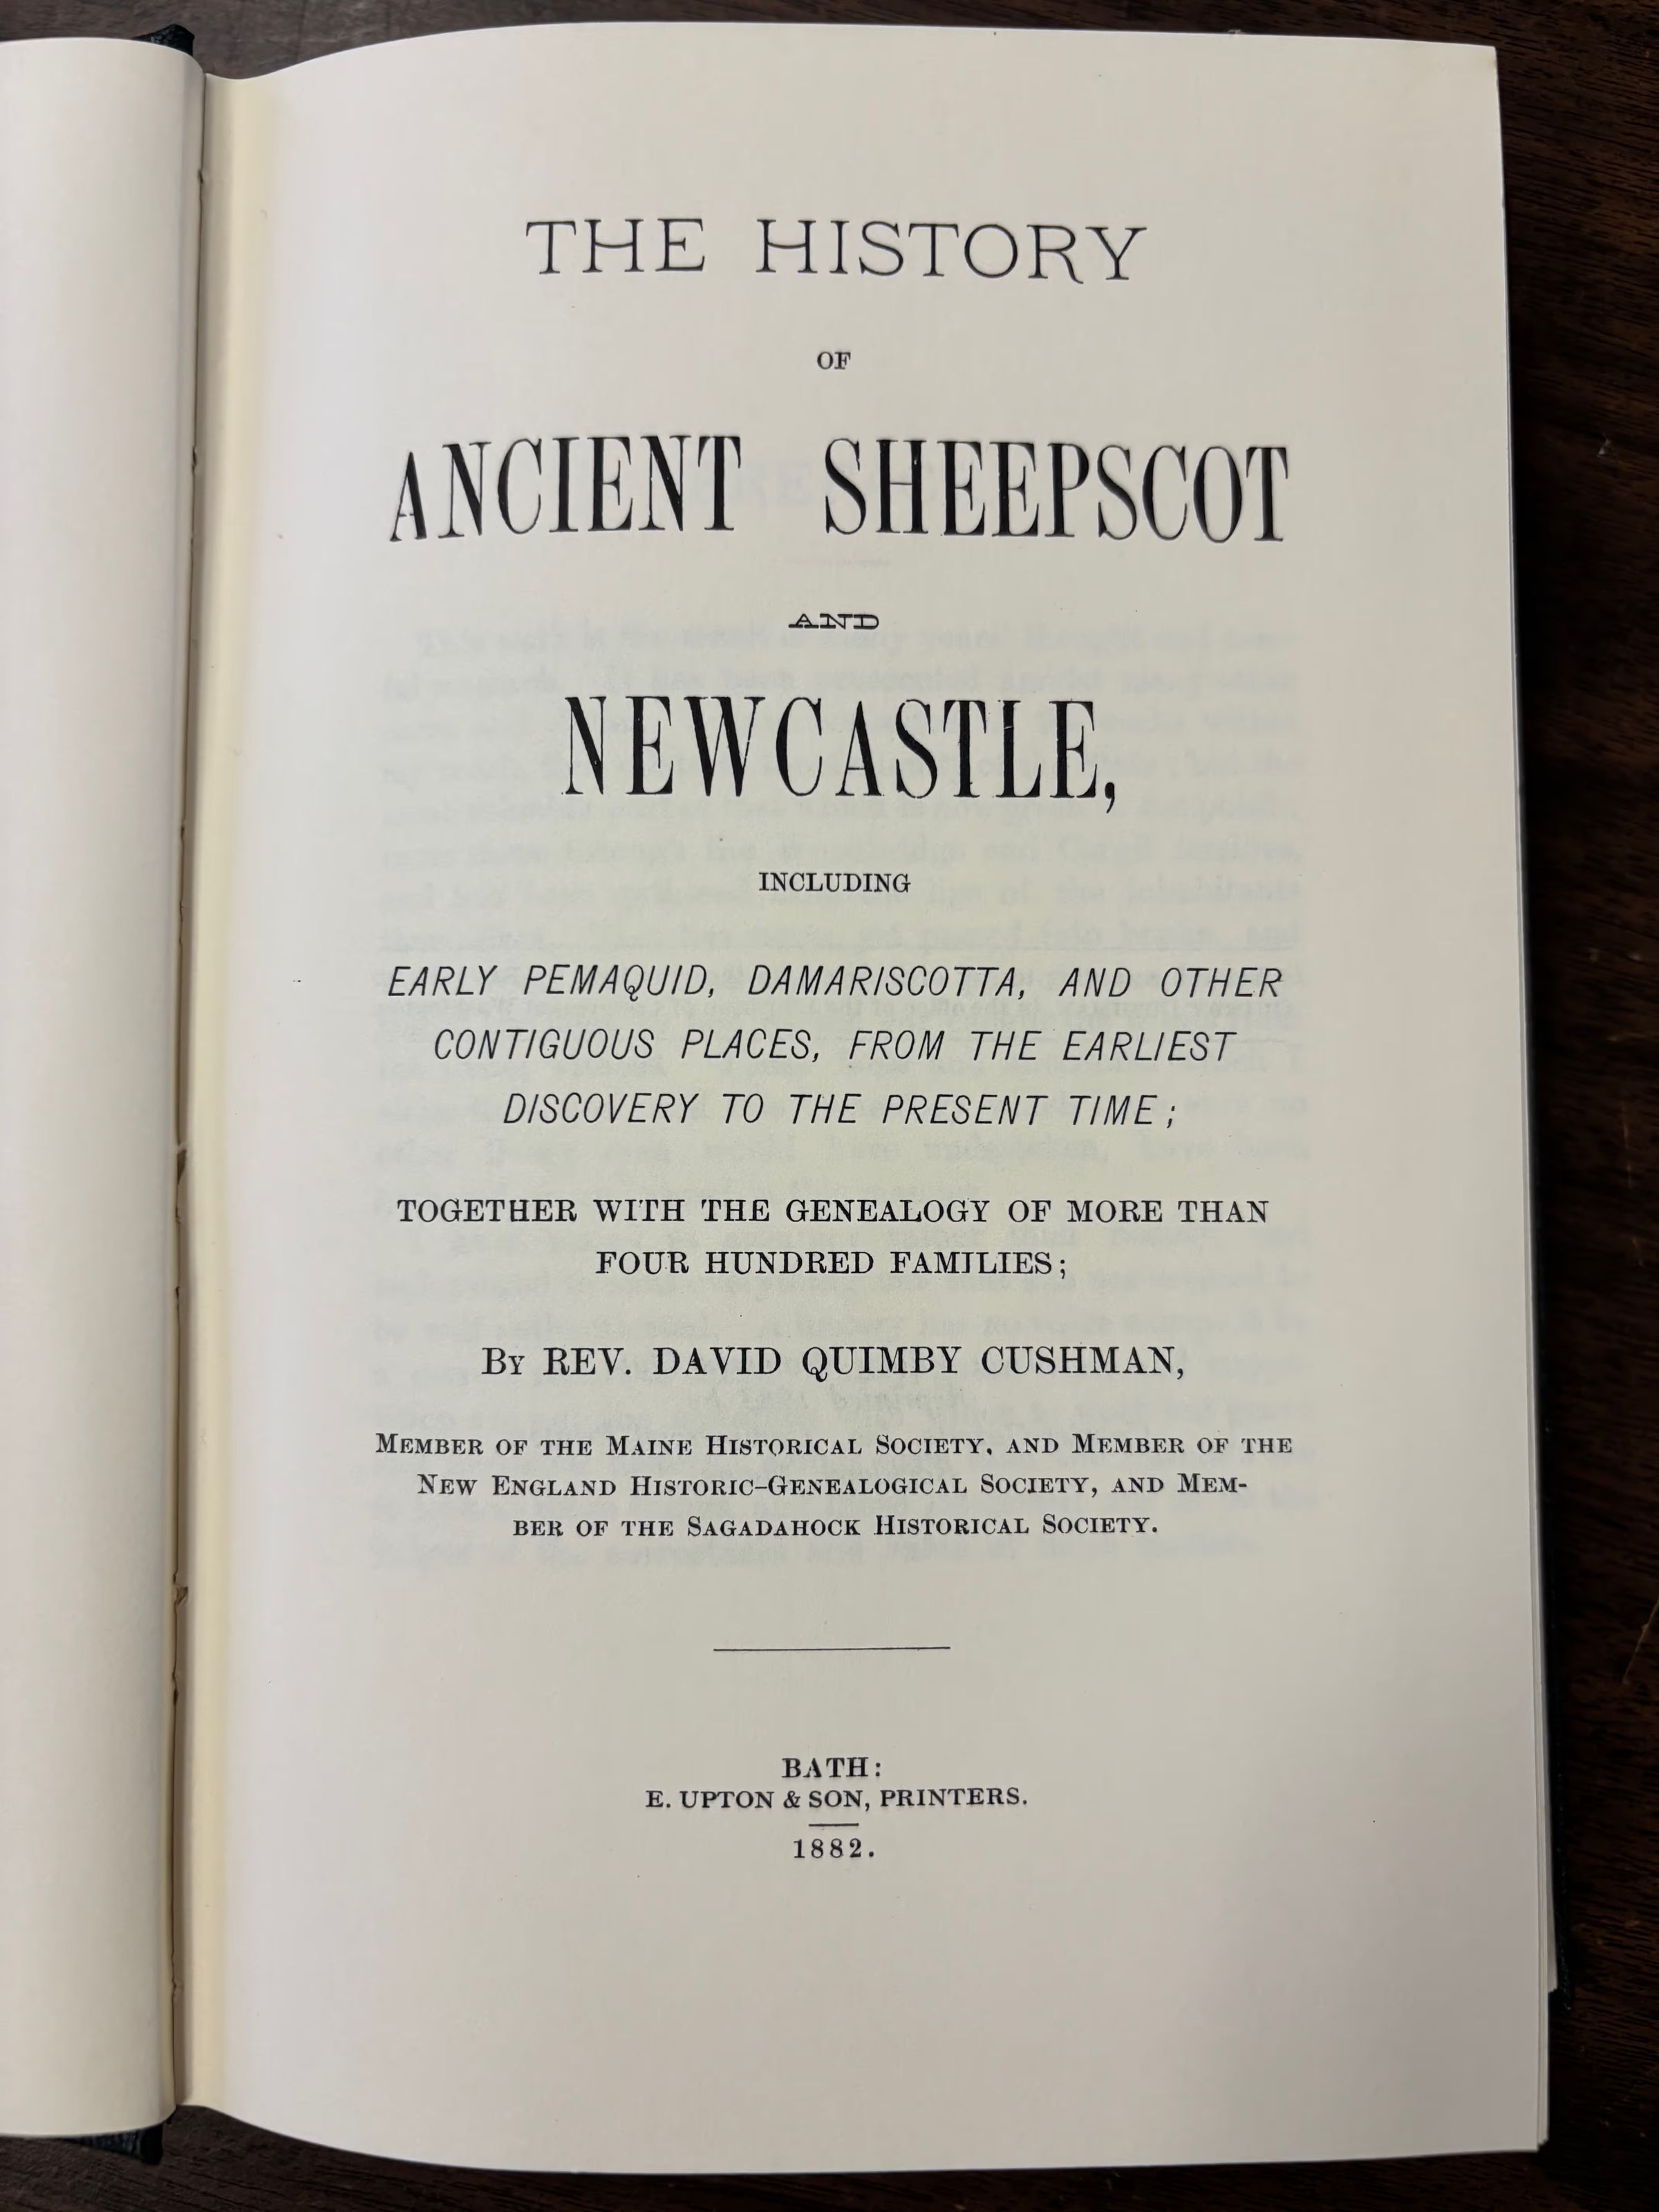 THE HISTORY
OF
ANCIENT SHEEPSCOT
AND
NEWCASTLE,
INCLUDING
EARLY PEMAQUID, DAMARISCOTTA, AND OTHER
CONTIGUOUS PLACES, FROM THE EARLIEST
DISCOVERY TO THE PRESENT TIME;
TOGETHER WITH THE GENEALOGY OF MORE THAN
FOUR HUNDRED FAMILIES;
By REV. DAVID QUIMBY CUSHMAN,
Member of the Maine Historical Society, and Member of the
New England Historic-Genealogical Society, and Mem-
ber of the Sagadahock Historical Society.
BATH:
E. UPTON & SON, PRINTERS.
1882.